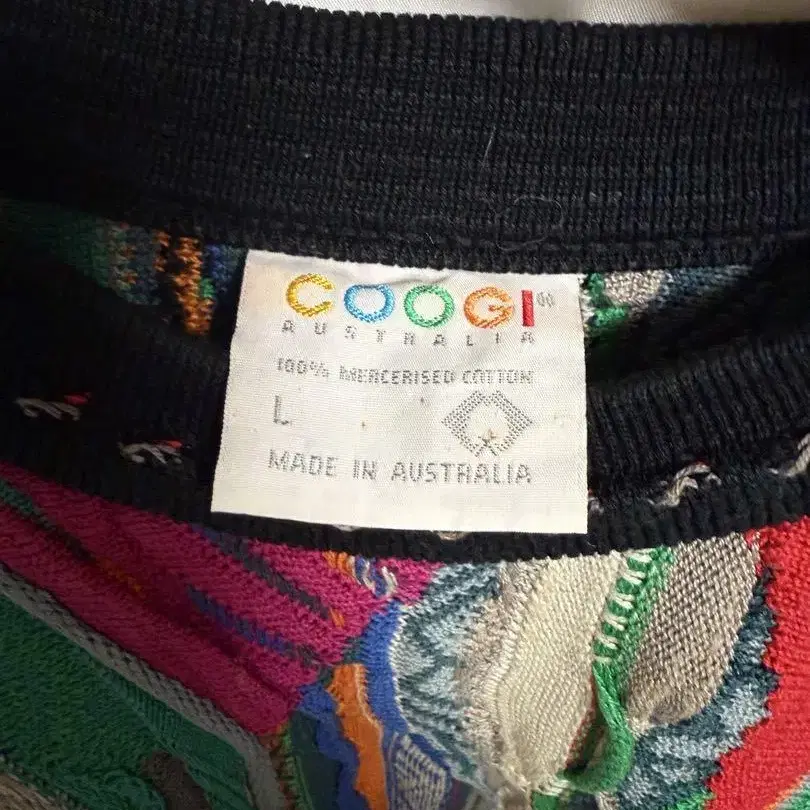 COOGI®
AUSTRALIA
100% MERCERISED COTTON
L
MADE IN AUSTRALIA